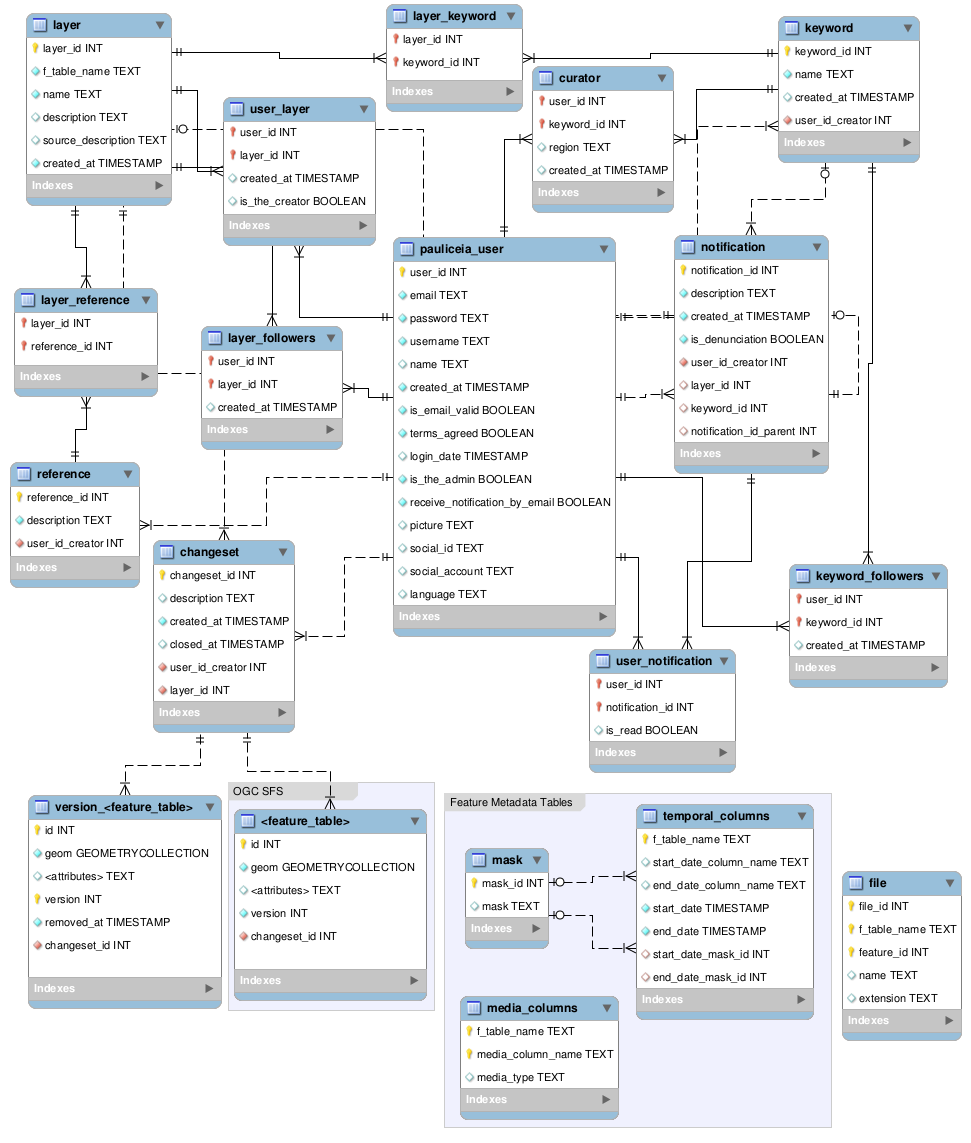 layer
layer_id INT
f_table_name TEXT
name TEXT
description TEXT
source_description TEXT
created_at TIMESTAMP
Indexes
layer_keyword
layer_id INT
keyword_id INT
Indexes
keyword
keyword_id INT
name TEXT
created_at TIMESTAMP
user_id_creator INT
Indexes
curator
user_id INT
keyword_id INT
region TEXT
created_at TIMESTAMP
Indexes
user_layer
user_id INT
layer_id INT
created_at TIMESTAMP
is_the_creator BOOLEAN
Indexes
pauliceia_user
user_id INT
email TEXT
password TEXT
username TEXT
name TEXT
created_at TIMESTAMP
is_email_valid BOOLEAN
terms_agreed BOOLEAN
login_date TIMESTAMP
is_the_admin BOOLEAN
receive_notification_by_email BOOLEAN
picture TEXT
social_id TEXT
social_account TEXT
language TEXT
Indexes
notification
notification_id INT
description TEXT
created_at TIMESTAMP
is_denunciation BOOLEAN
user_id_creator INT
layer_id INT
keyword_id INT
notification_id_parent INT
Indexes
layer_reference
layer_id INT
reference_id INT
Indexes
layer_followers
user_id INT
layer_id INT
created_at TIMESTAMP
Indexes
reference
reference_id INT
description TEXT
user_id_creator INT
Indexes
changeset
changeset_id INT
description TEXT
created_at TIMESTAMP
closed_at TIMESTAMP
user_id_creator INT
layer_id INT
Indexes
keyword_followers
user_id INT
keyword_id INT
created_at TIMESTAMP
Indexes
user_notification
user_id INT
notification_id INT
is_read BOOLEAN
Indexes
version_<feature_table>
id INT
geom GEOMETRYCOLLECTION
<attributes> TEXT
version INT
removed_at TIMESTAMP
changeset_id INT
Indexes
OGC SFS
<feature_table>
id INT
geom GEOMETRYCOLLECTION
<attributes> TEXT
version INT
changeset_id INT
Indexes
Feature Metadata Tables
mask
mask_id INT
mask TEXT
Indexes
temporal_columns
f_table_name TEXT
start_date_column_name TEXT
end_date_column_name TEXT
start_date TIMESTAMP
end_date TIMESTAMP
start_date_mask_id INT
end_date_mask_id INT
Indexes
media_columns
f_table_name TEXT
media_column_name TEXT
media_type TEXT
Indexes
file
file_id INT
f_table_name TEXT
feature_id INT
name TEXT
extension TEXT
Indexes